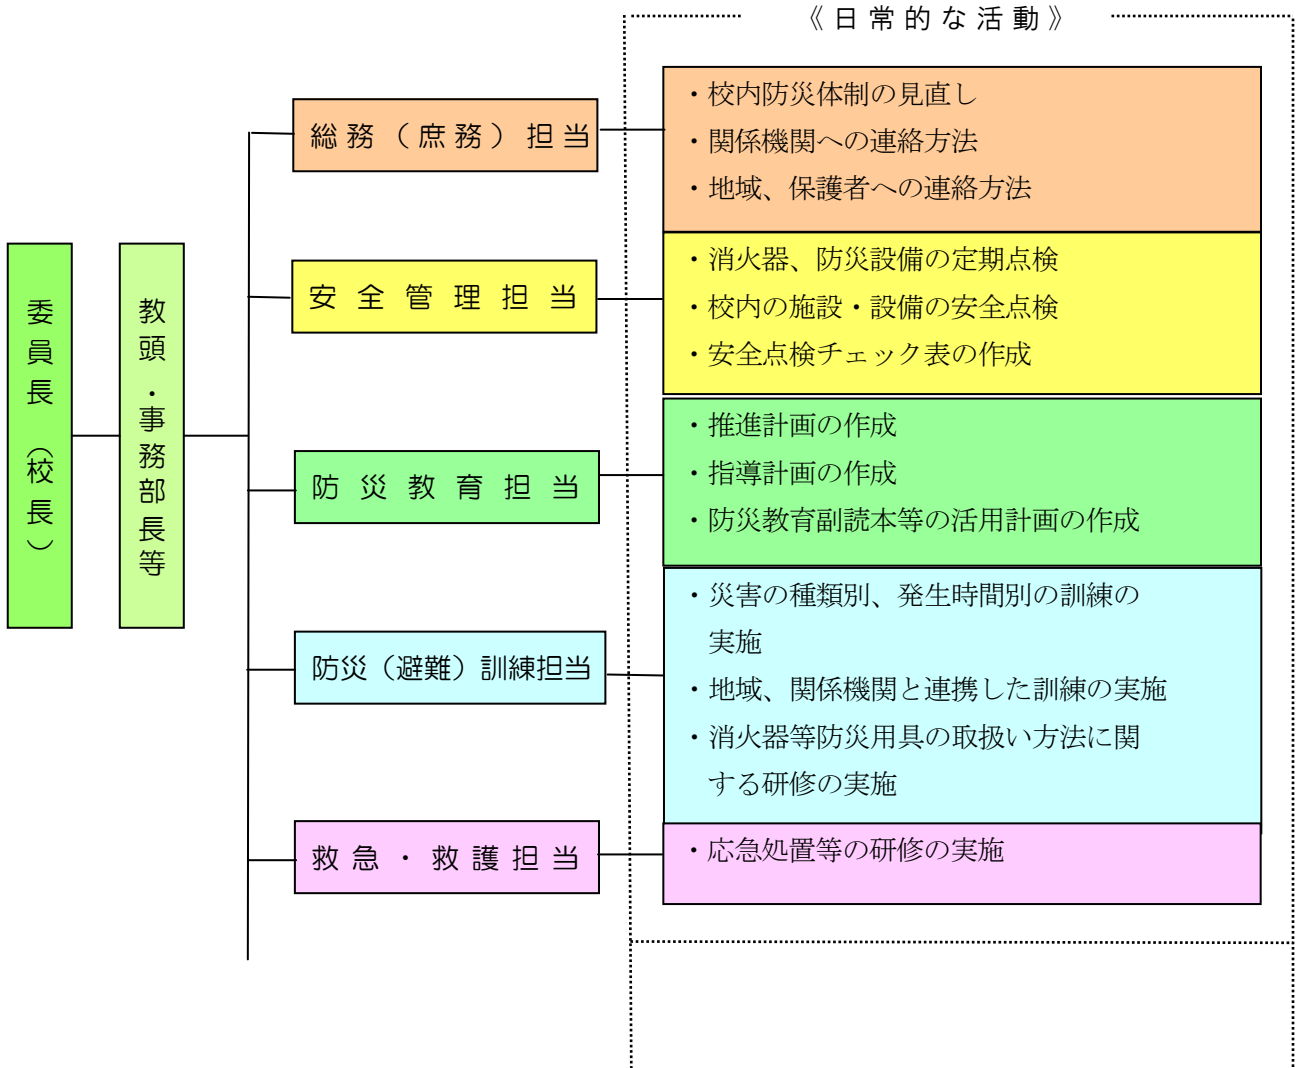 《日常的な活動》
委員長（校長）
教頭・事務部長等
総務（庶務）担当
・校内防災体制の見直し
・関係機関への連絡方法
・地域、保護者への連絡方法
安全管理担当
・消火器、防災設備の定期点検
・校内の施設・設備の安全点検
・安全点検チェック表の作成
防災教育担当
・推進計画の作成
・指導計画の作成
・防災教育副読本等の活用計画の作成
防災（避難）訓練担当
・災害の種類別、発生時間別の訓練の
実施
・地域、関係機関と連携した訓練の実施
・消火器等防災用具の取扱い方法に関
する研修の実施
救急・救護担当
・応急処置等の研修の実施